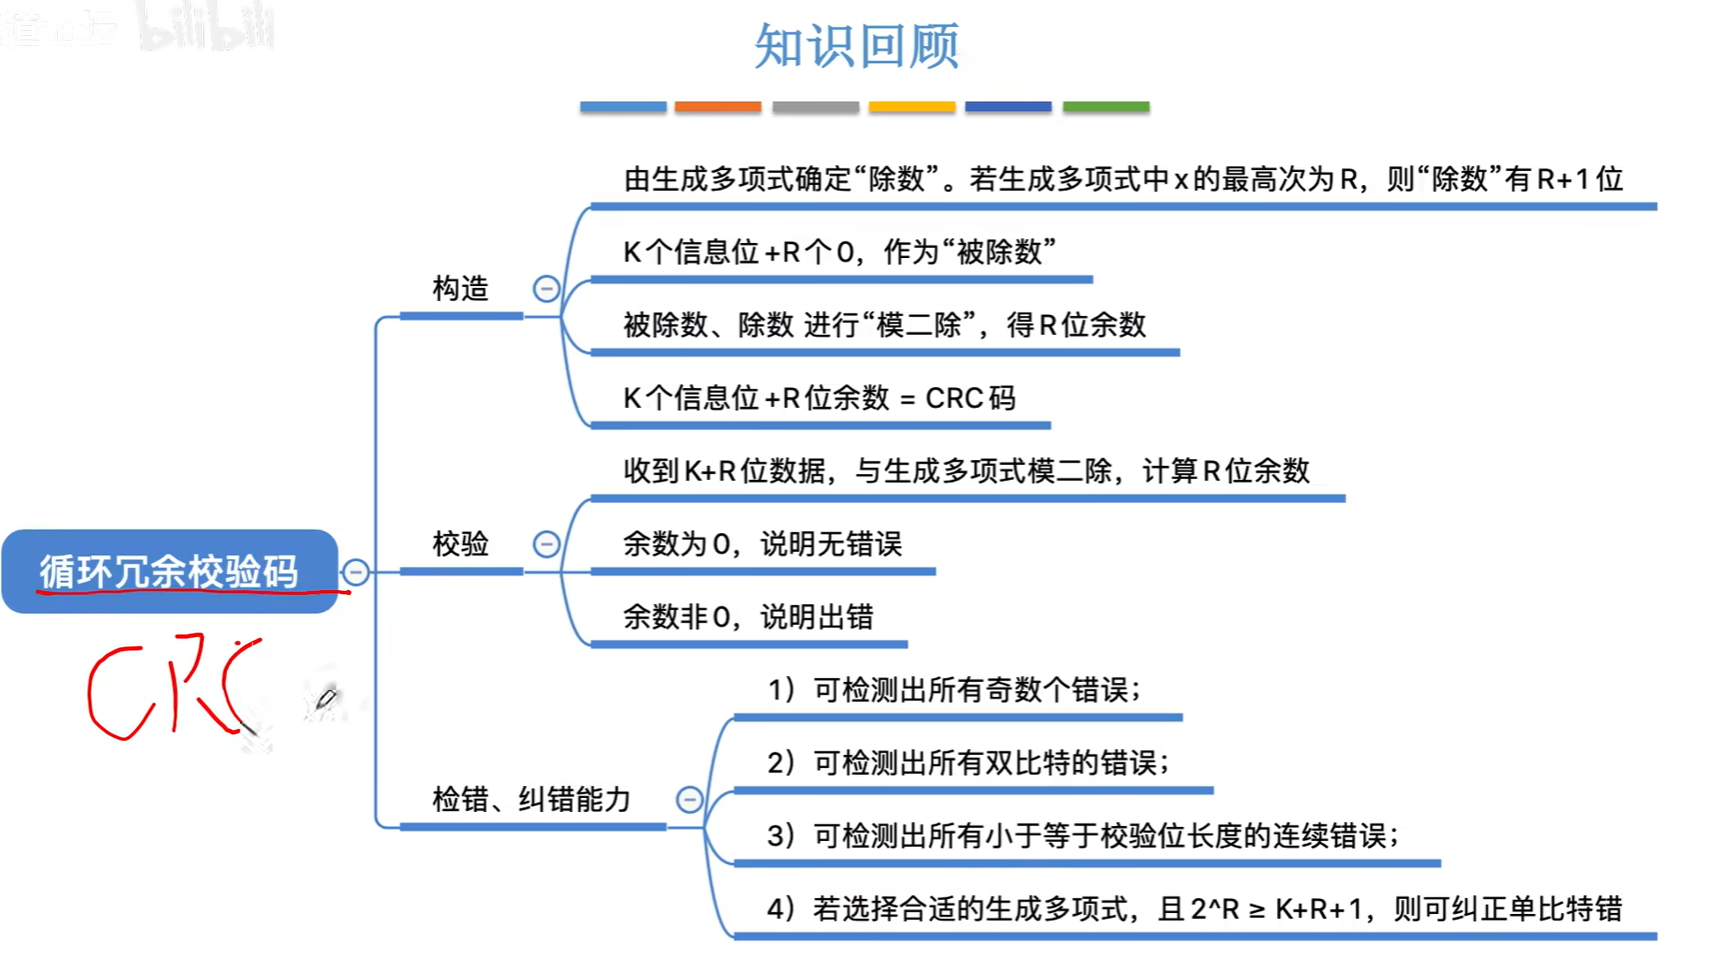 bilibili
知识回顾
由生成多项式确定“除数”。若生成多项式中x的最高次为R，则“除数”有R+1位
K个信息位+R个0，作为“被除数”
构造
被除数、除数 进行“模二除”，得R位余数
K个信息位+R位余数 = CRC码
收到K+R位数据，与生成多项式模二除，计算R位余数
校验
余数为0，说明无错误
循环冗余校验码
余数非0，说明出错
CRC
1）可检测出所有奇数个错误；
2）可检测出所有双比特的错误；
检错、纠错能力
3）可检测出所有小于等于校验位长度的连续错误；
4）若选择合适的生成多项式，且2^R ≥ K+R+1，则可纠正单比特错